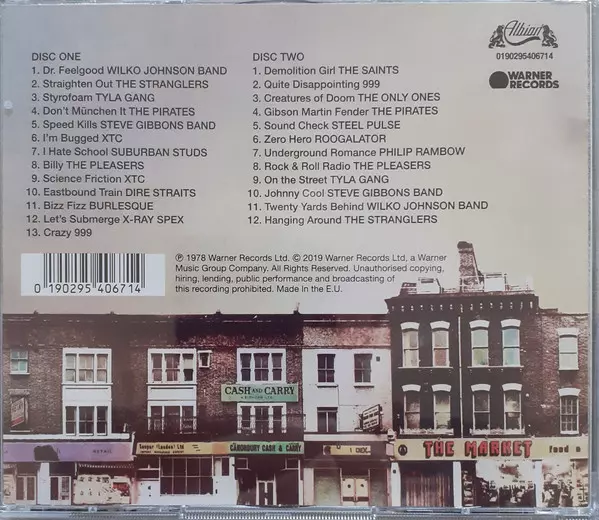 DISC ONE
1. Dr. Feelgood WILKO JOHNSON BAND
2. Straighten Out THE STRANGLERS
3. Styrofoam TYLA GANG
4. Don't München It THE PIRATES
5. Speed Kills STEVE GIBBONS BAND
6. I'm Bugged XTC
7. I Hate School SUBURBAN STUDS
8. Billy THE PLEASERS
9. Science Friction XTC
10. Eastbound Train DIRE STRAITS
11. Bizz Fizz BURLESQUE
12. Let's Submerge X-RAY SPEX
13. Crazy 999
DISC TWO
1. Demolition Girl THE SAINTS
2. Quite Disappointing 999
3. Creatures of Doom THE ONLY ONES
4. Gibson Martin Fender THE PIRATES
5. Sound Check STEEL PULSE
6. Zero Hero ROOGALATOR
7. Underground Romance PHILIP RAMBOW
8. Rock & Roll Radio THE PLEASERS
9. On the Street TYLA GANG
10. Johnny Cool STEVE GIBBONS BAND
11. Twenty Yards Behind WILKO JOHNSON BAND
12. Hanging Around THE STRANGLERS
Albion
0190295406714
WARNER
RECORDS
℗ 1978 Warner Records Ltd. © 2019 Warner Records Ltd. a Warner
Music Group Company. All Rights Reserved. Unauthorised copying,
hiring, lending, public performance and broadcasting of
this recording prohibited. Made in the E.U.
0 190295 406714
CASH AND CARRY
CANONBURY CASH & CARRY
THE MARKET food